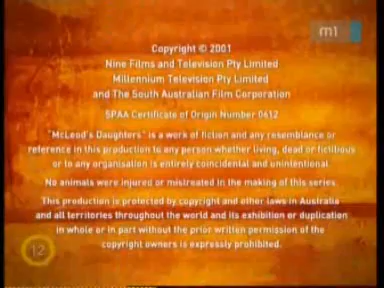 m1
Copyright © 2001
Nine Films and Television Pty Limited
Millennium Television Pty Limited
and The South Australian Film Corporation
SPAA Certificate of Origin Number 0612
"McLeod's Daughters" is a work of fiction and any resemblance or
reference in this production to any person whether living, dead or fictitious
or to any organisation is entirely coincidental and unintentional.
No animals were injured or mistreated in the making of this series.
This production is protected by copyright and other laws in Australia
and all territories throughout the world and its exhibition or duplication
in whole or in part without the prior written permission of the
copyright owners is expressly prohibited.
12